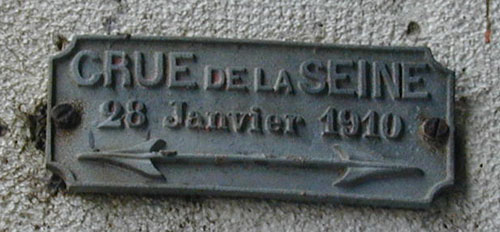 CRUE DE LA SEINE
28 Janvier 1910